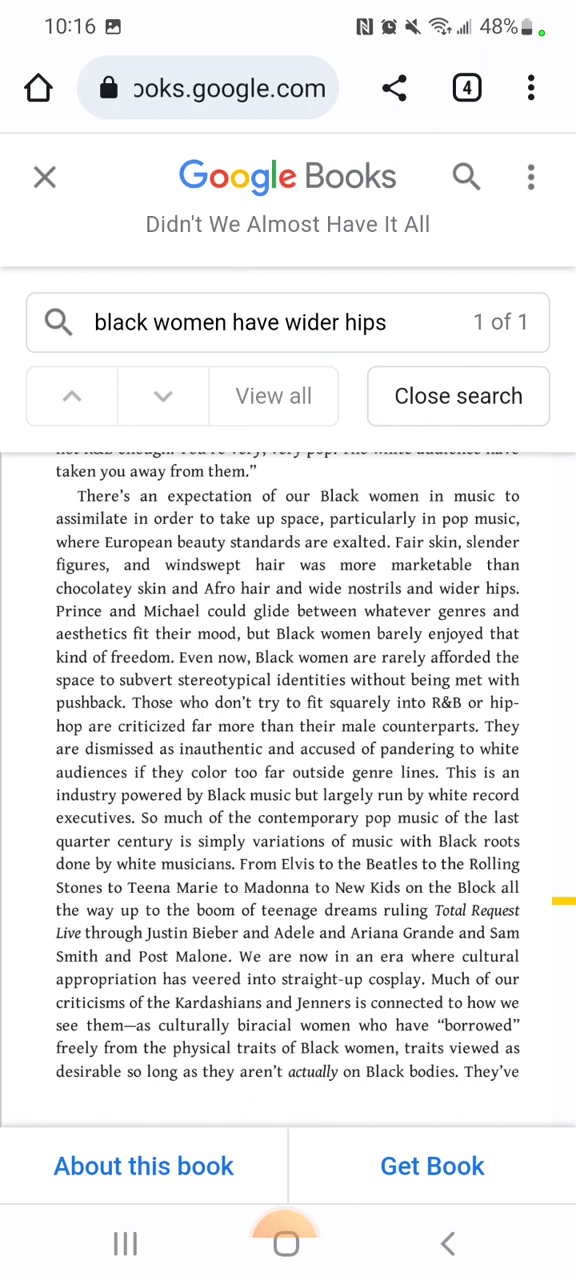 10:16 48%
ooks.google.com 4
Google Books
Didn't We Almost Have It All
black women have wider hips 1 of 1
View all Close search
not R&B enough. You're very, very pop. The white audience have
taken you away from them.”
There’s an expectation of our Black women in music to
assimilate in order to take up space, particularly in pop music,
where European beauty standards are exalted. Fair skin, slender
figures, and windswept hair was more marketable than
chocolatey skin and Afro hair and wide nostrils and wider hips.
Prince and Michael could glide between whatever genres and
aesthetics fit their mood, but Black women barely enjoyed that
kind of freedom. Even now, Black women are rarely afforded the
space to subvert stereotypical identities without being met with
pushback. Those who don’t try to fit squarely into R&B or hip-
hop are criticized far more than their male counterparts. They
are dismissed as inauthentic and accused of pandering to white
audiences if they color too far outside genre lines. This is an
industry powered by Black music but largely run by white record
executives. So much of the contemporary pop music of the last
quarter century is simply variations of music with Black roots
done by white musicians. From Elvis to the Beatles to the Rolling
Stones to Teena Marie to Madonna to New Kids on the Block all
the way up to the boom of teenage dreams ruling Total Request
Live through Justin Bieber and Adele and Ariana Grande and Sam
Smith and Post Malone. We are now in an era where cultural
appropriation has veered into straight-up cosplay. Much of our
criticisms of the Kardashians and Jenners is connected to how we
see them—as culturally biracial women who have “borrowed”
freely from the physical traits of Black women, traits viewed as
desirable so long as they aren’t actually on Black bodies. They’ve
About this book Get Book